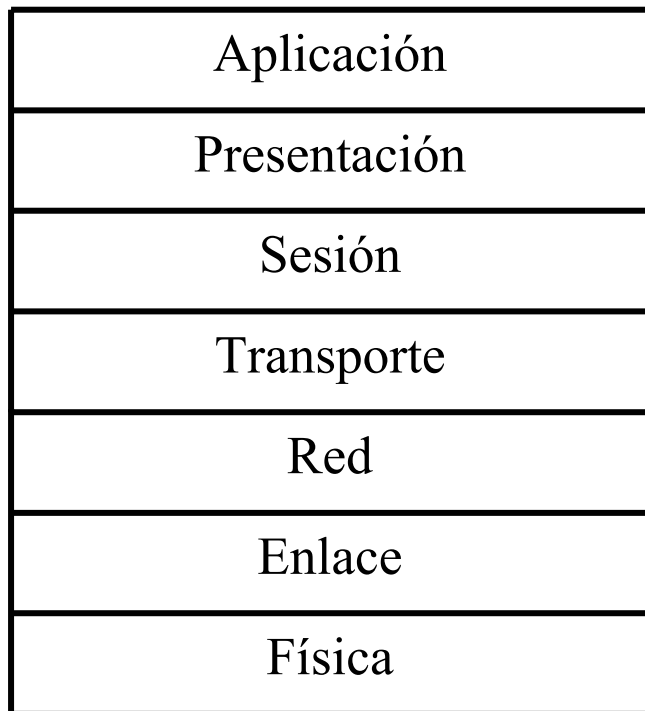 Aplicación
Presentación
Sesión
Transporte
Red
Enlace
Física